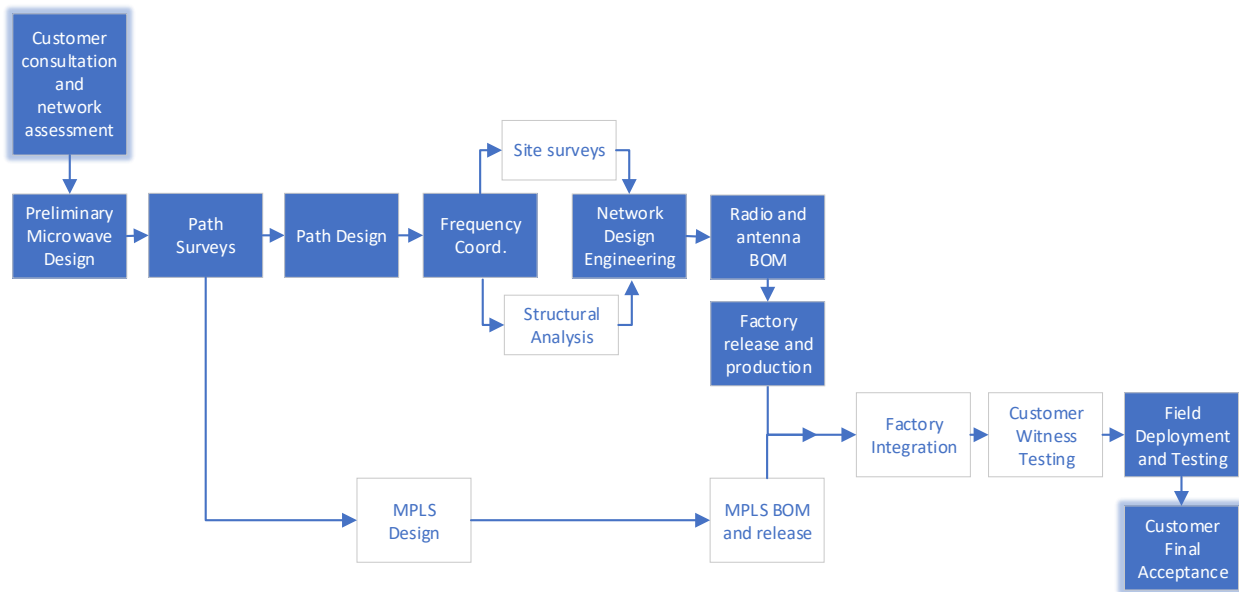 Customer
consultation
and
network
assessment
Preliminary
Microwave
Design
Path
Surveys
Path Design
Frequency
Coord.
Site surveys
Structural
Analysis
Network
Design
Engineering
Radio and
antenna
BOM
Factory
release and
production
MPLS
Design
MPLS BOM
and release
Factory
Integration
Customer
Witness
Testing
Field
Deployment
and Testing
Customer
Final
Acceptance